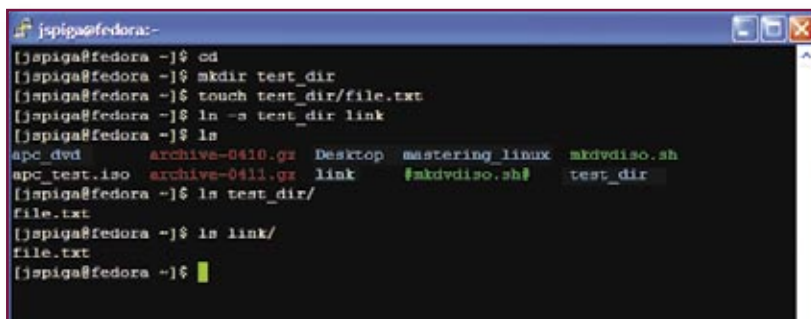 jspiga@fedora:~
[jspiga@fedora ~]$ cd
[jspiga@fedora ~]$ mkdir test_dir
[jspiga@fedora ~]$ touch test_dir/file.txt
[jspiga@fedora ~]$ ln -s test_dir link
[jspiga@fedora ~]$ ls
apc_dvd archive-0410.gz Desktop mastering_linux mkdvdiso.sh
apc_test.iso archive-0411.gz link #mkdvdiso.sh# test_dir
[jspiga@fedora ~]$ ls test_dir/
file.txt
[jspiga@fedora ~]$ ls link/
file.txt
[jspiga@fedora ~]$